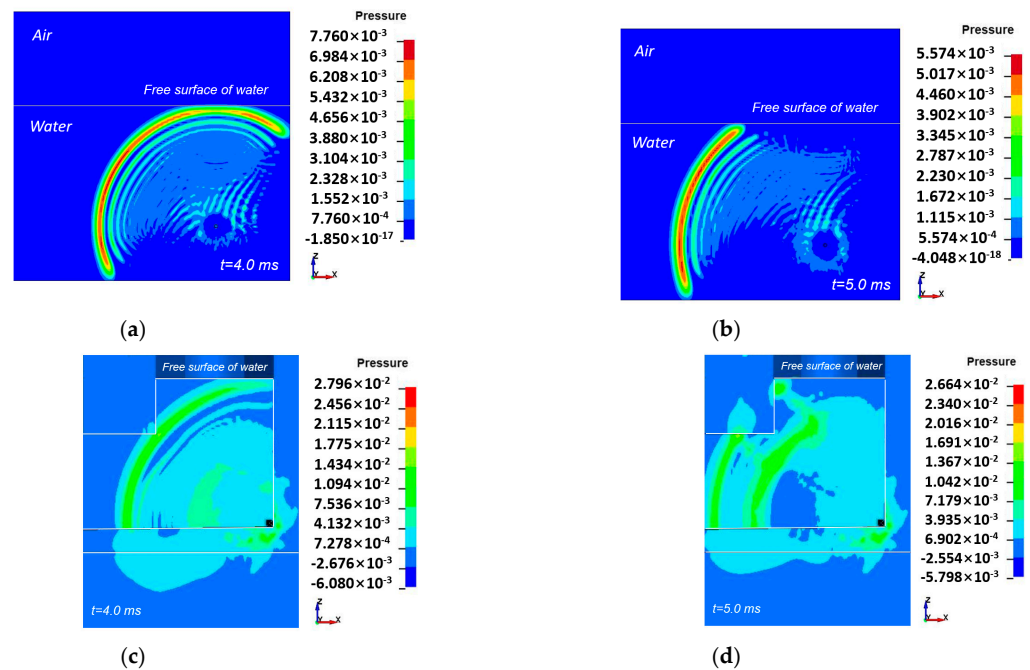 Pressure
Air
Free surface of water
Water
t=4.0 ms
7.760×10⁻³
6.984×10⁻³
6.208×10⁻³
5.432×10⁻³
4.656×10⁻³
3.880×10⁻³
3.104×10⁻³
2.328×10⁻³
1.552×10⁻³
7.760×10⁻⁴
-1.850×10⁻¹⁷
Z
Y X
(a)
Pressure
Air
Free surface of water
Water
t=5.0 ms
5.574×10⁻³
5.017×10⁻³
4.460×10⁻³
3.902×10⁻³
3.345×10⁻³
2.787×10⁻³
2.230×10⁻³
1.672×10⁻³
1.115×10⁻³
5.574×10⁻⁴
-4.048×10⁻¹⁸
Z
Y X
(b)
Pressure
Free surface of water
t=4.0 ms
2.796×10⁻²
2.456×10⁻²
2.115×10⁻²
1.775×10⁻²
1.434×10⁻²
1.094×10⁻²
7.536×10⁻³
4.132×10⁻³
7.278×10⁻⁴
-2.676×10⁻³
-6.080×10⁻³
Z
Y X
(c)
Pressure
Free surface of water
t=5.0 ms
2.664×10⁻²
2.340×10⁻²
2.016×10⁻²
1.691×10⁻²
1.367×10⁻²
1.042×10⁻²
7.179×10⁻³
3.935×10⁻³
6.902×10⁻⁴
-2.554×10⁻³
-5.798×10⁻³
Z
Y X
(d)